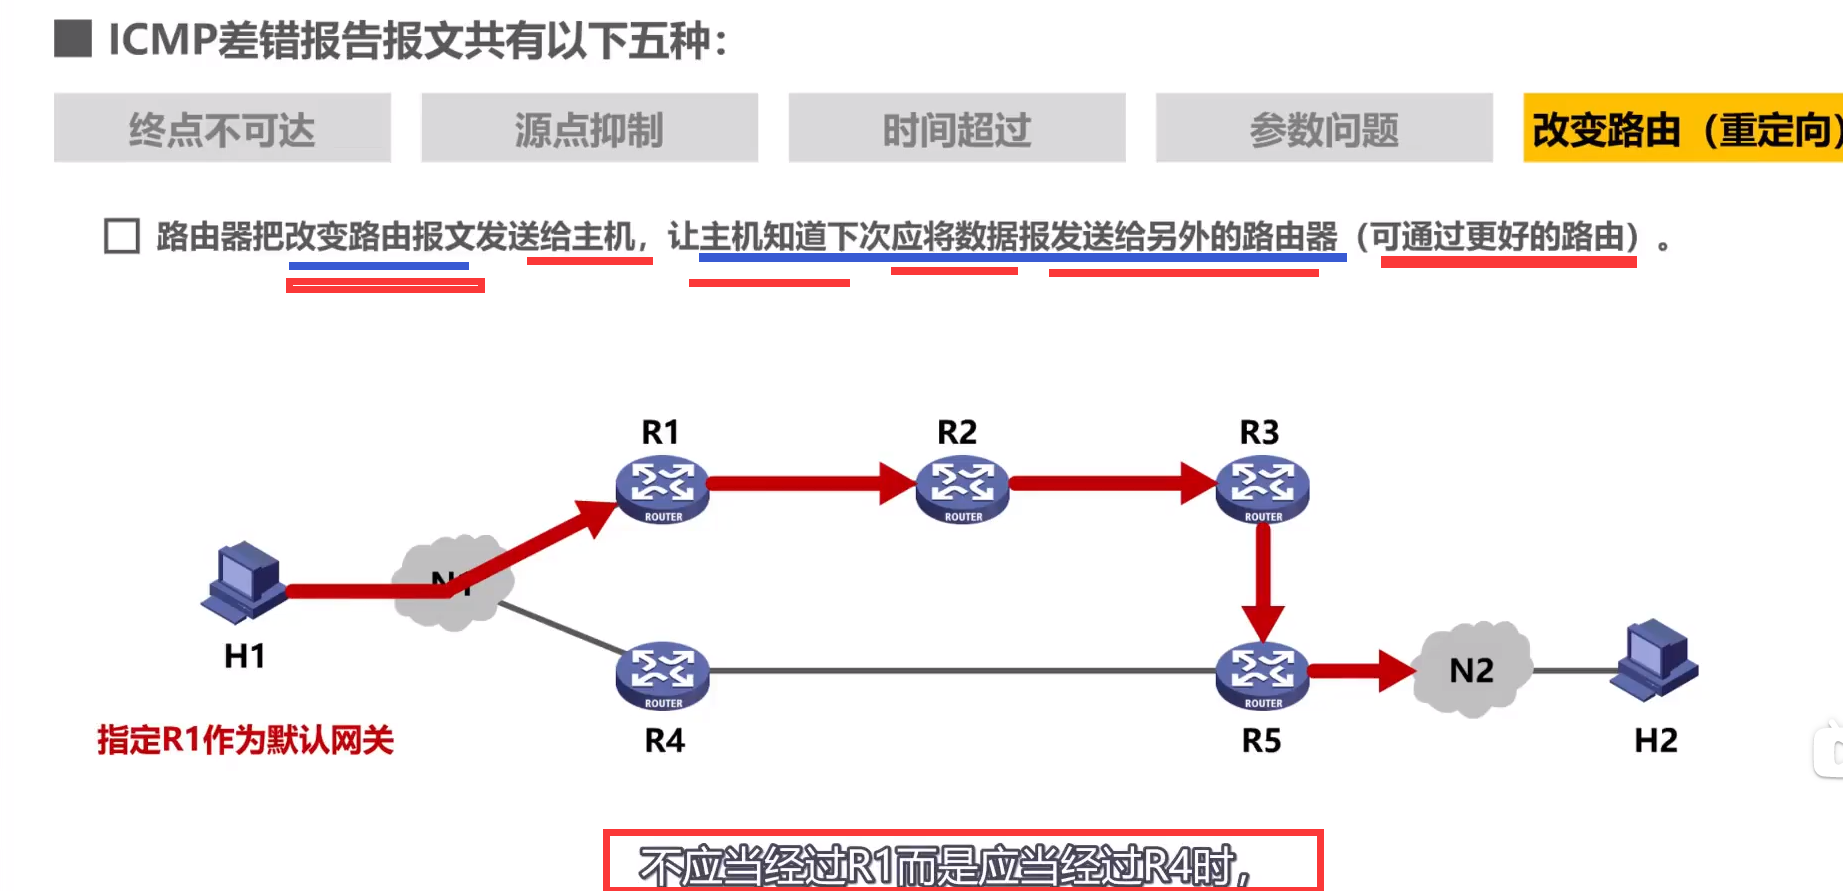 ICMP差错报告报文共有以下五种：
终点不可达 源点抑制 时间超过 参数问题 改变路由（重定向）
路由器把改变路由报文发送给主机，让主机知道下次应将数据报发送给另外的路由器（可通过更好的路由）。
R1 R2 R3
ROUTER ROUTER ROUTER
N1
H1
N2
ROUTER ROUTER
R4 R5 H2
指定R1作为默认网关
不应当经过R1而是应当经过R4时，